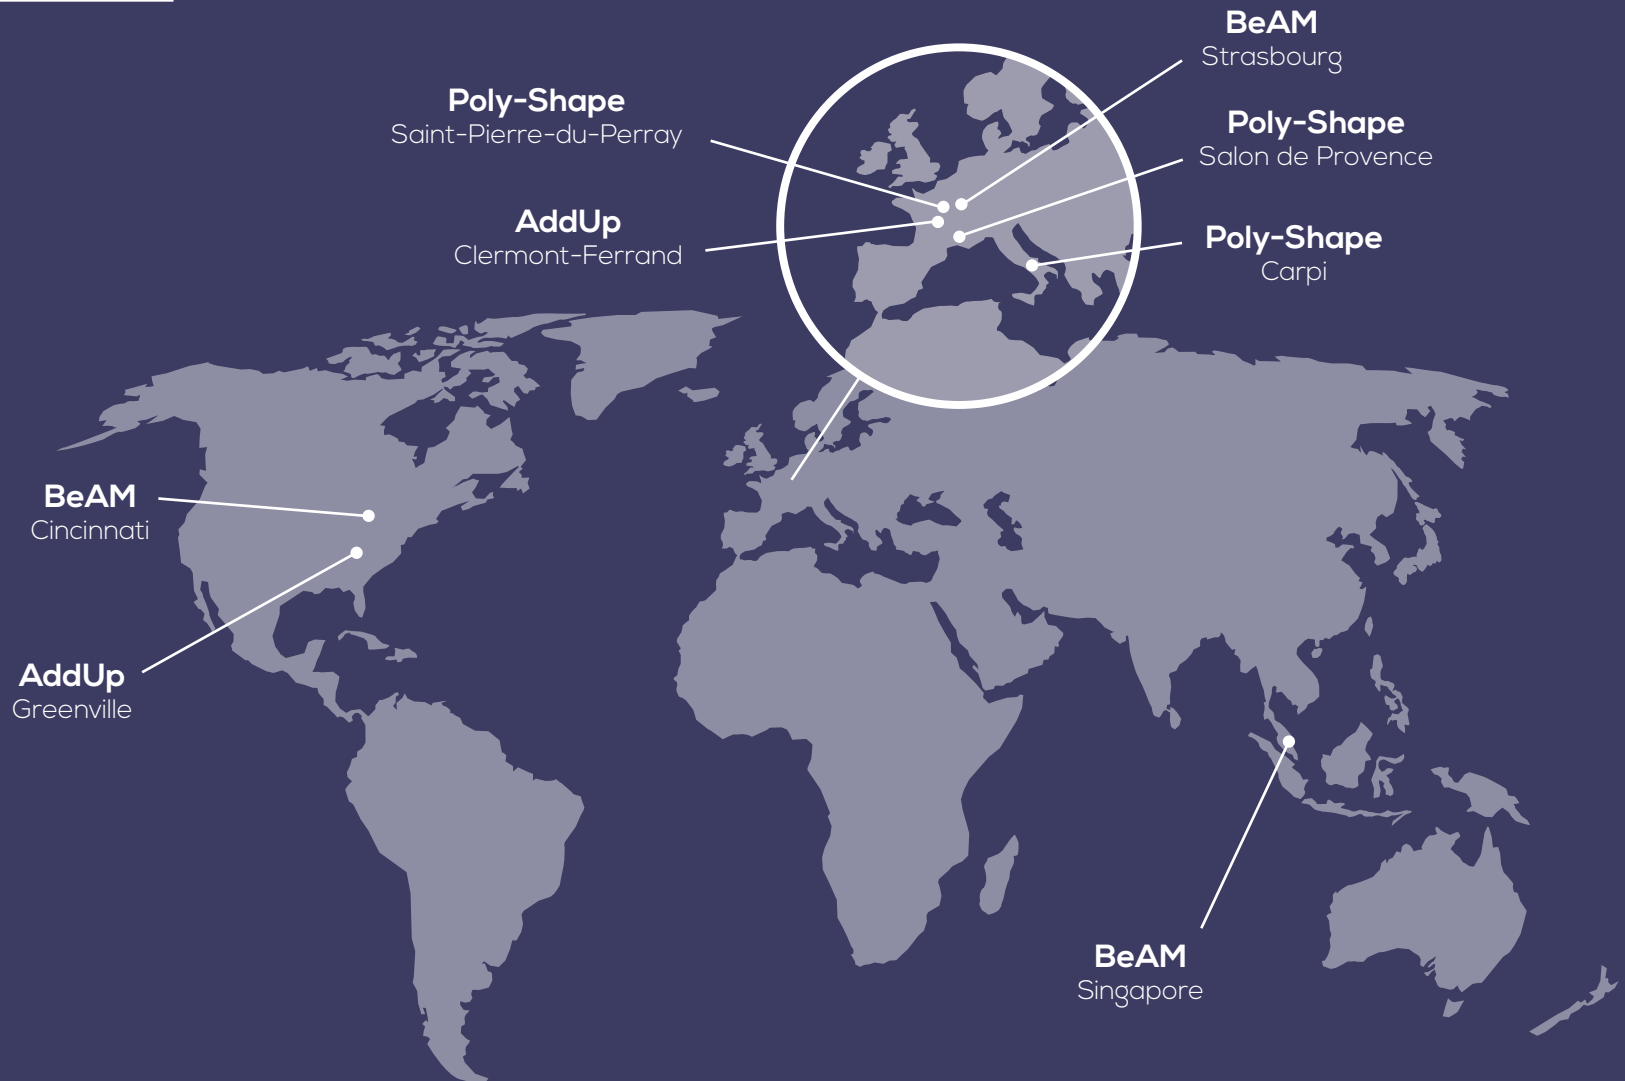 BeAM
Strasbourg
Poly-Shape
Saint-Pierre-du-Perray
Poly-Shape
Salon de Provence
AddUp
Clermont-Ferrand
Poly-Shape
Carpi
BeAM
Cincinnati
AddUp
Greenville
BeAM
Singapore